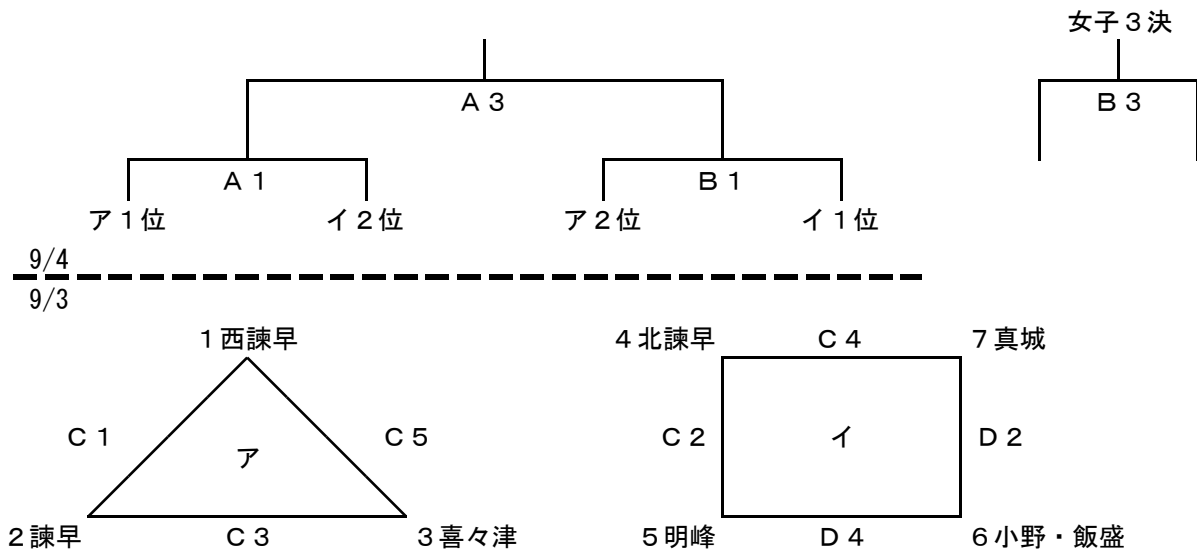 女子３決
Ａ３
Ｂ３
Ａ１
Ｂ１
ア１位 イ２位 ア２位 イ１位
9/4
9/3
１西諫早 ４北諫早 Ｃ４ ７真城
Ｃ１ ア Ｃ５ Ｃ２ イ Ｄ２
２諫早 Ｃ３ ３喜々津 ５明峰 Ｄ４ ６小野・飯盛